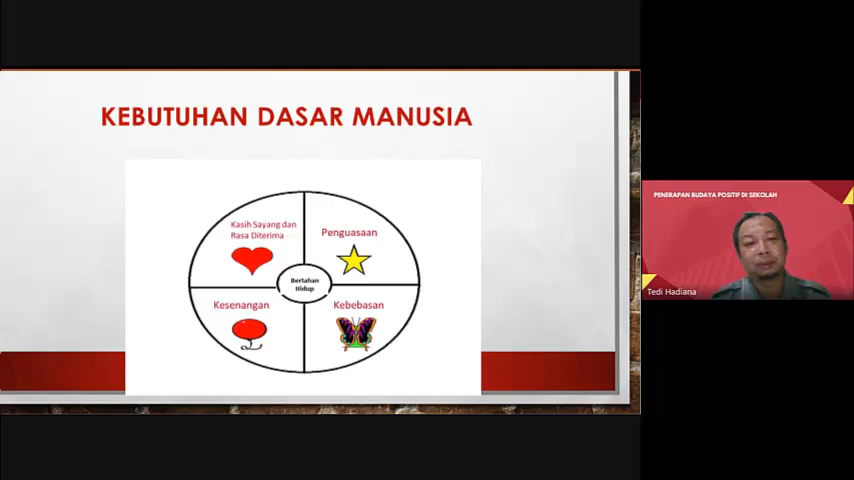 KEBUTUHAN DASAR MANUSIA
Kasih Sayang dan
Rasa Diterima
Penguasaan
Bertahan
Hidup
Kesenangan
Kebebasan
PENERAPAN BUDAYA POSITIF DI SEKOLAH
Tedi Hadiana